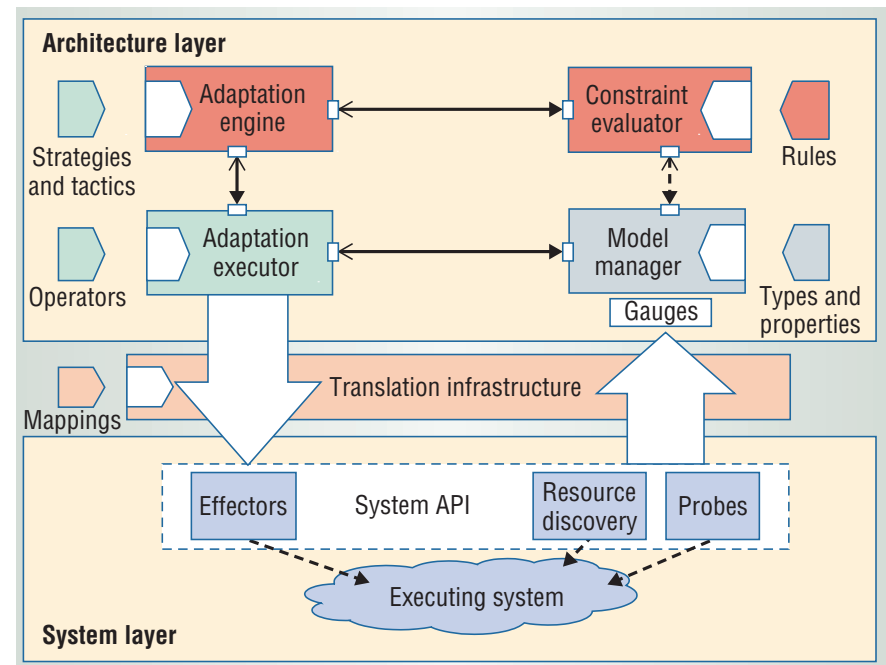 Architecture layer
Adaptation
engine
Constraint
evaluator
Strategies
and tactics
Rules
Adaptation
executor
Model
manager
Operators
Gauges
Types and
properties
Translation infrastructure
Mappings
Effectors
System API
Resource
discovery
Probes
Executing system
System layer